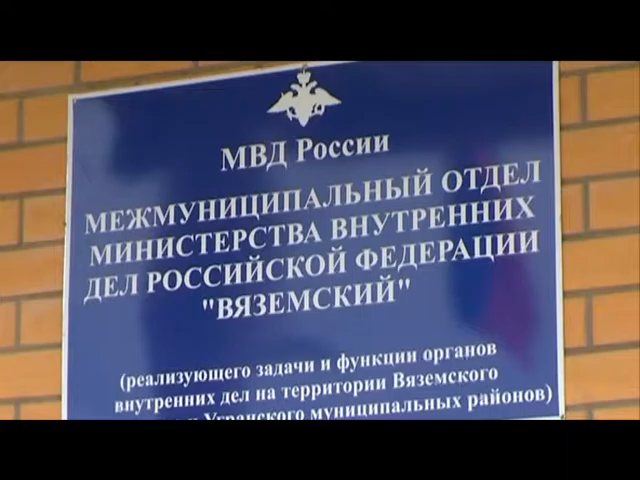 МВД России
МЕЖМУНИЦИПАЛЬНЫЙ ОТДЕЛ
МИНИСТЕРСТВА ВНУТРЕННИХ
ДЕЛ РОССИЙСКОЙ ФЕДЕРАЦИИ
"ВЯЗЕМСКИЙ"
(реализующего задачи и функции органов
внутренних дел на территории Вяземского
и Угранского муниципальных районов)